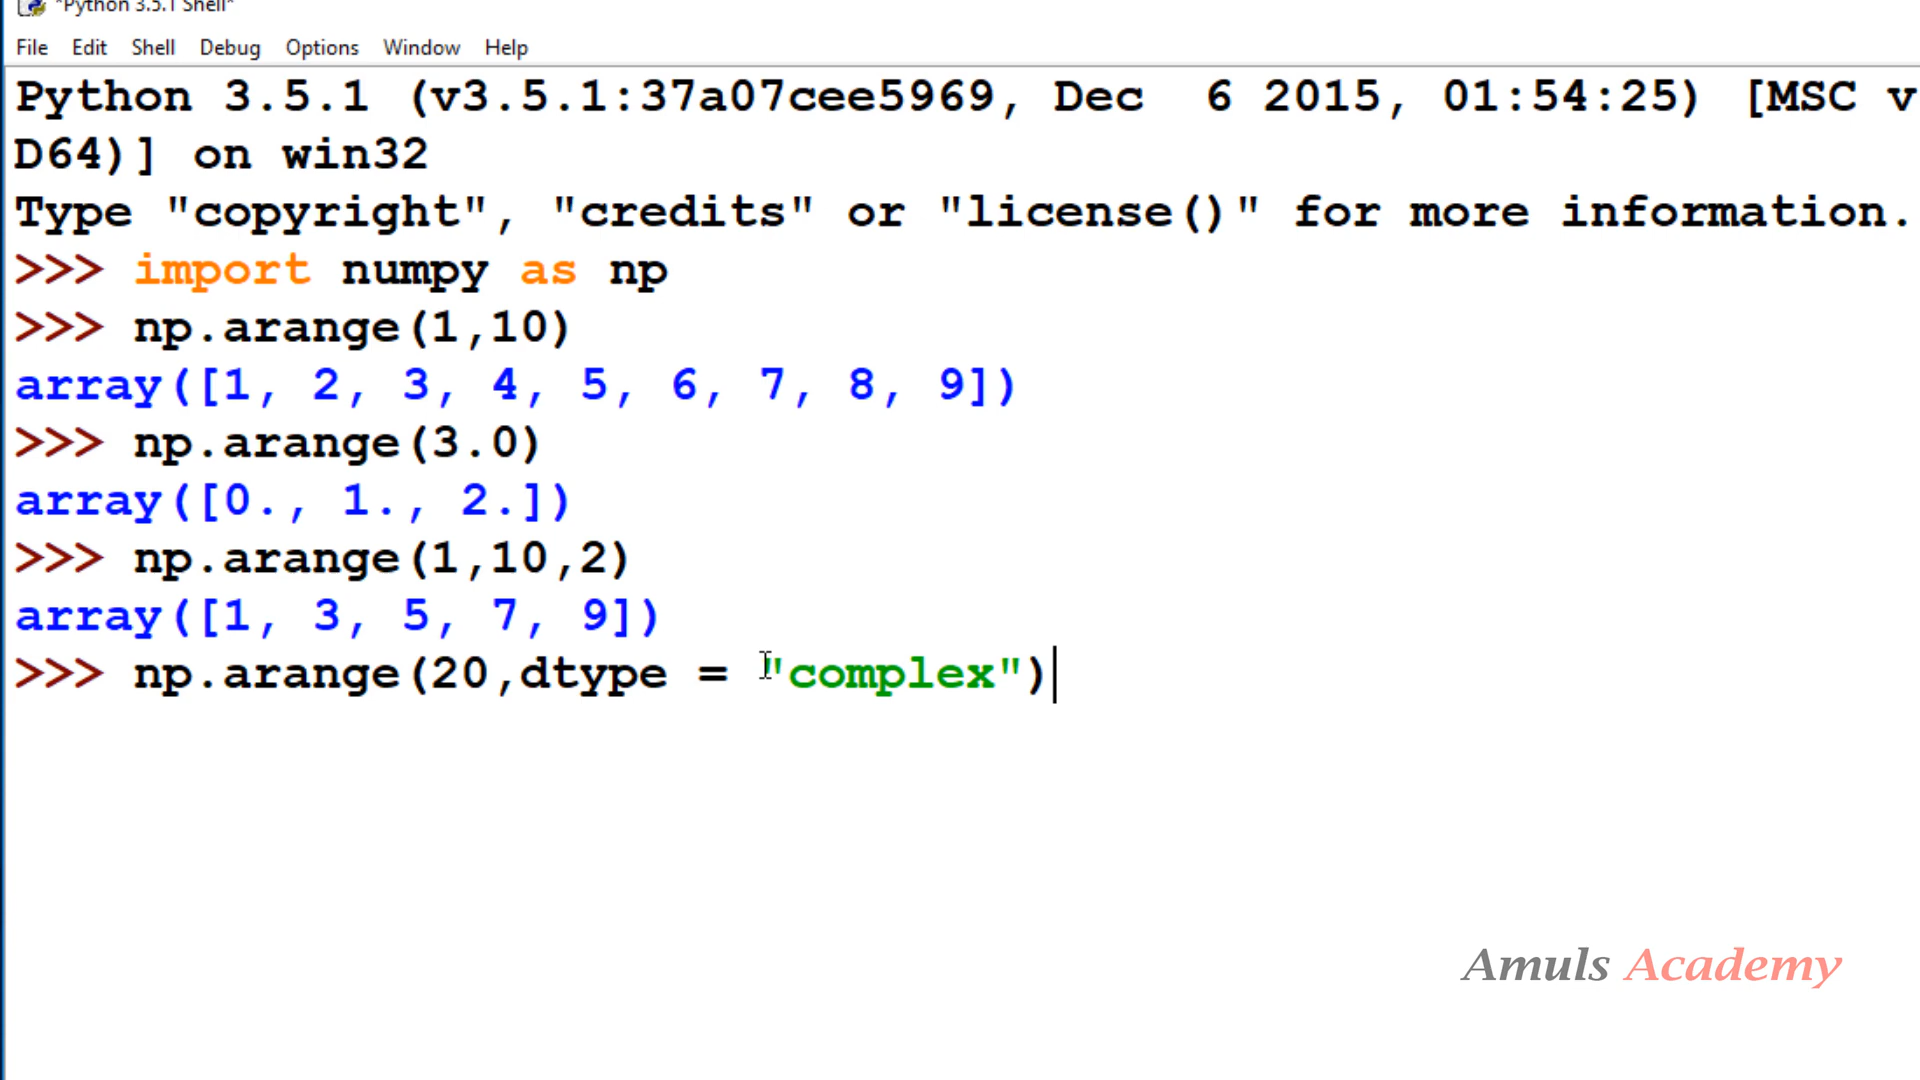 *Python 3.5.1 Shell*
File Edit Shell Debug Options Window Help
Python 3.5.1 (v3.5.1:37a07cee5969, Dec  6 2015, 01:54:25) [MSC v
D64)] on win32
Type "copyright", "credits" or "license()" for more information.
>>> import numpy as np
>>> np.arange(1,10)
array([1, 2, 3, 4, 5, 6, 7, 8, 9])
>>> np.arange(3.0)
array([0., 1., 2.])
>>> np.arange(1,10,2)
array([1, 3, 5, 7, 9])
>>> np.arange(20,dtype = "complex")
Amuls Academy